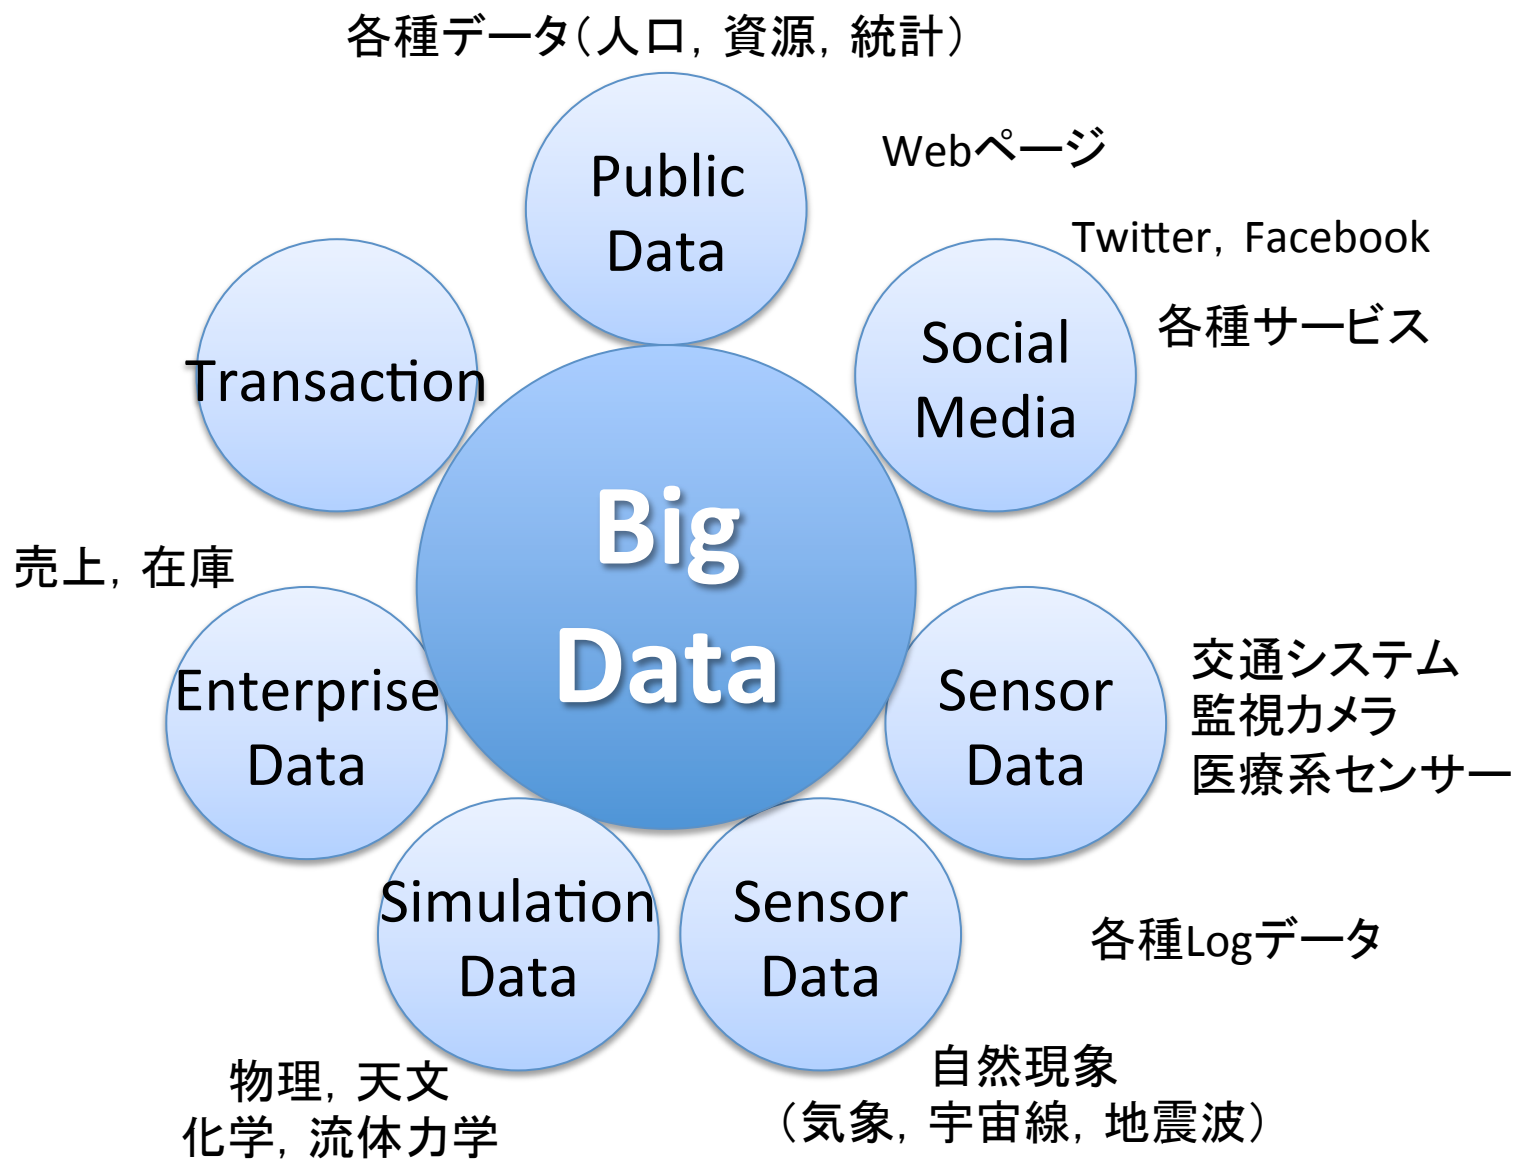 各種データ（人口，資源，統計）
Public
Data
Webページ
Twitter，Facebook
各種サービス
Social
Media
Transaction
Big
Data
売上，在庫
Enterprise
Data
Sensor
Data
交通システム
監視カメラ
医療系センサー
Simulation
Data
Sensor
Data
各種Logデータ
物理，天文
化学，流体力学
自然現象
（気象，宇宙線，地震波）